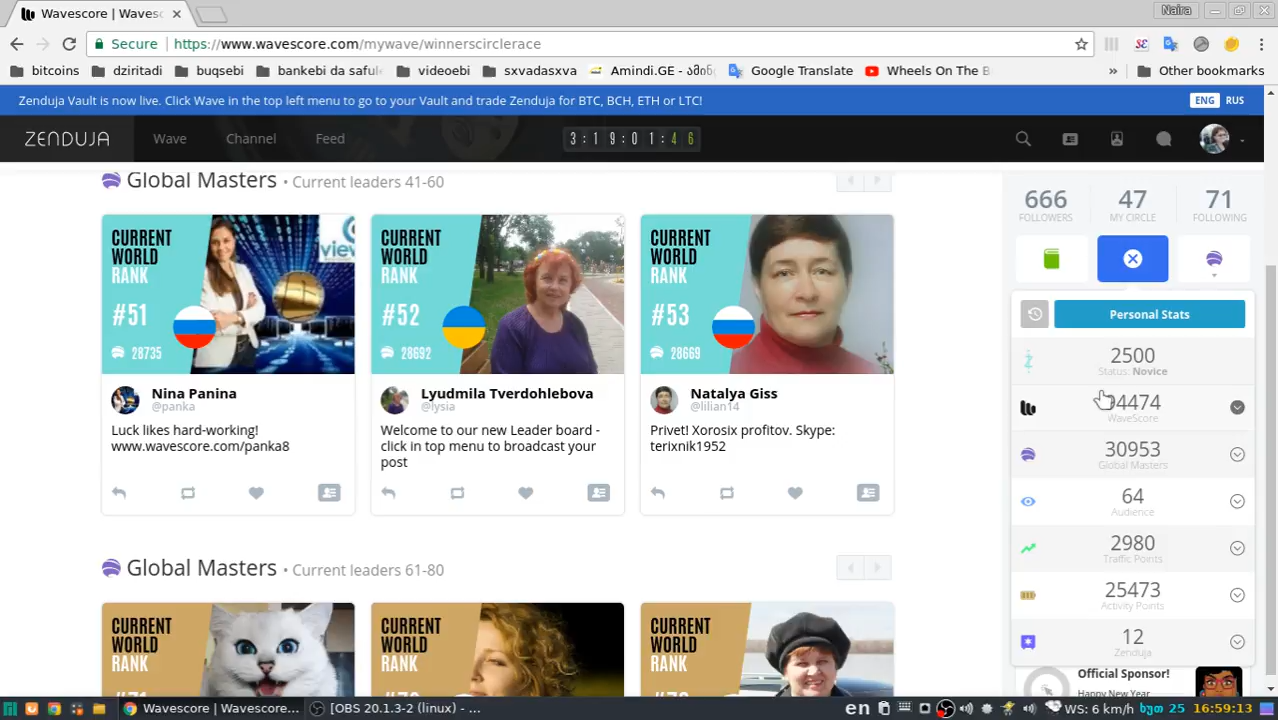 Wavescore | Wavesc
Naira
Secure
https://www.wavescore.com/mywave/winnerscirclerace
bitcoins
dziritadi
buqsebi
bankebi da safule
videoebi
sxvadasxva
Amindi.GE - ამინ
Google Translate
Wheels On The B
»
Other bookmarks
Zenduja Vault is now live. Click Wave in the top left menu to go to your Vault and trade Zenduja for BTC, BCH, ETH or LTC!
ENG RUS
ZENDUJA
Wave
Channel
Feed
3:19:01:46
Global Masters • Current leaders 41-60
666
FOLLOWERS
47
MY CIRCLE
71
FOLLOWING
CURRENT
WORLD
RANK
#51
28735
view
CURRENT
WORLD
RANK
#52
28692
CURRENT
WORLD
RANK
#53
28669
Nina Panina
@panka
Luck likes hard-working!
www.wavescore.com/panka8
Lyudmila Tverdohlebova
@lysia
Welcome to our new Leader board -
click in top menu to broadcast your
post
Natalya Giss
@lilian14
Privet! Xorosix profitov. Skype:
terixnik1952
Personal Stats
2500
Status: Novice
4474
WaveScore
30953
Global Masters
64
Audience
2980
Traffic Points
25473
Activity Points
12
Zenduja
Global Masters • Current leaders 61-80
CURRENT
WORLD
RANK
CURRENT
WORLD
RANK
CURRENT
WORLD
RANK
Official Sponsor!
Happy New Year
Wavescore | Wavescore...
[OBS 20.1.3-2 (linux) - ...
en
WS: 6 km/h
ხუთ 25
16:59:13